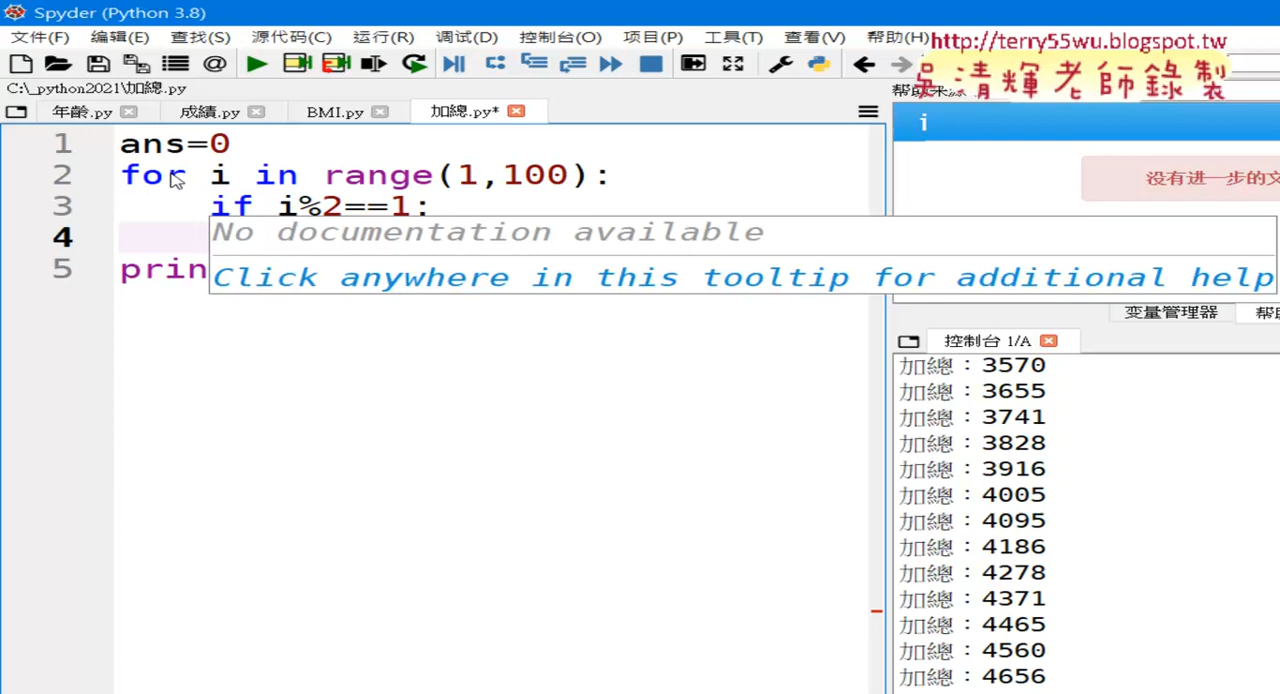 Spyder (Python 3.8)
文件(F) 编辑(E) 查找(S) 源代码(C) 运行(R) 调试(D) 控制台(O) 项目(P) 工具(T) 查看(V) 帮助(H)
http://terry55wu.blogspot.tw
吳清輝老師錄製
C:\_python2021\加總.py
年齡.py 成績.py BMI.py 加總.py*
i
1 ans=0
2 for i in range(1,100):
3 if i%2==1:
4
5 prin
No documentation available
Click anywhere in this tooltip for additional help
没有进一步的文
变量管理器 帮助
控制台 1/A
加總：3570
加總：3655
加總：3741
加總：3828
加總：3916
加總：4005
加總：4095
加總：4186
加總：4278
加總：4371
加總：4465
加總：4560
加總：4656